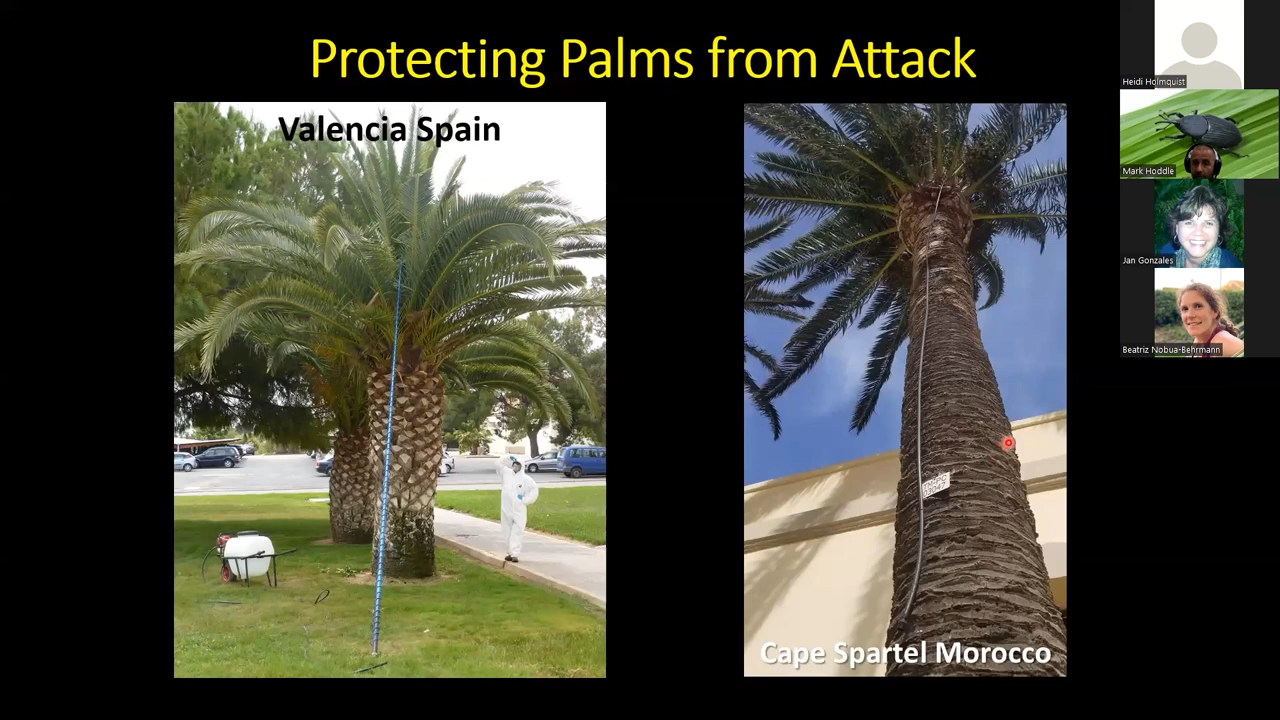 Protecting Palms from Attack
Valencia Spain
Cape Spartel Morocco
Heidi Holmquist
Mark Hoddle
Jan Gonzales
Beatriz Nobua-Behrmann